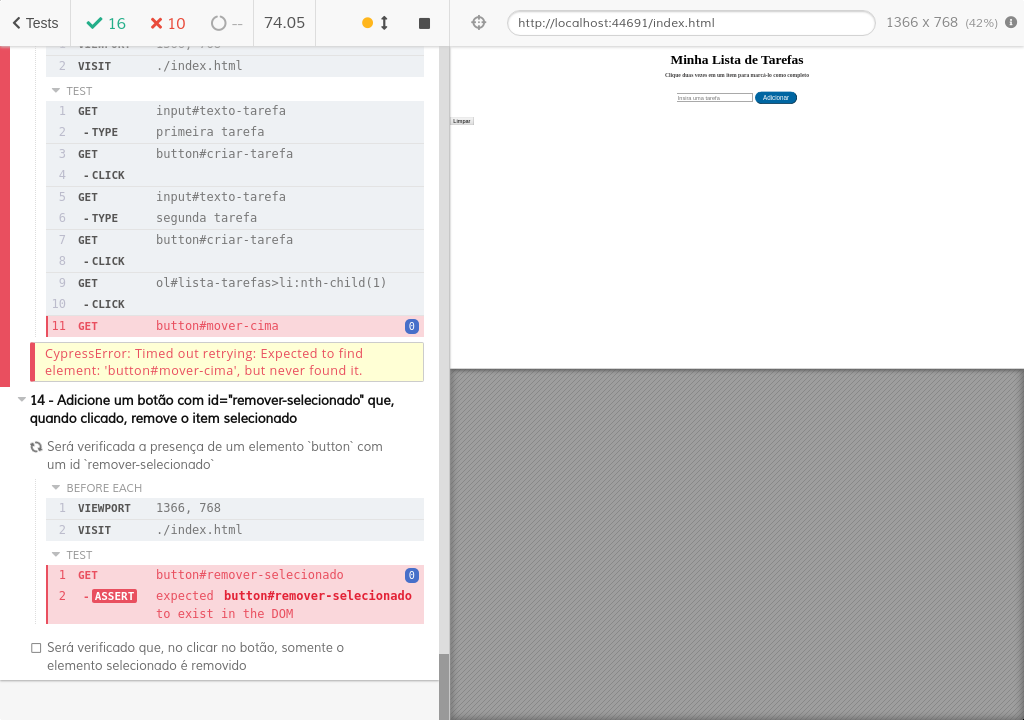 Tests 16 10 -- 74.05 http://localhost:44691/index.html 1366 x 768 (42%)
1 VIEWPORT 1366, 768
2 VISIT ./index.html
TEST
1 GET input#texto-tarefa
2 - TYPE primeira tarefa
3 GET button#criar-tarefa
4 - CLICK
5 GET input#texto-tarefa
6 - TYPE segunda tarefa
7 GET button#criar-tarefa
8 - CLICK
9 GET ol#lista-tarefas>li:nth-child(1)
10 - CLICK
11 GET button#mover-cima 0
CypressError: Timed out retrying: Expected to find
element: 'button#mover-cima', but never found it.
14 - Adicione um botão com id="remover-selecionado" que,
quando clicado, remove o item selecionado
Será verificada a presença de um elemento `button` com
um id `remover-selecionado`
BEFORE EACH
1 VIEWPORT 1366, 768
2 VISIT ./index.html
TEST
1 GET button#remover-selecionado 0
2 - ASSERT expected button#remover-selecionado
to exist in the DOM
Será verificado que, no clicar no botão, somente o
elemento selecionado é removido
Minha Lista de Tarefas
Clique duas vezes em um item para marcá-lo como completo
Insira uma tarefa Adicionar
Limpar